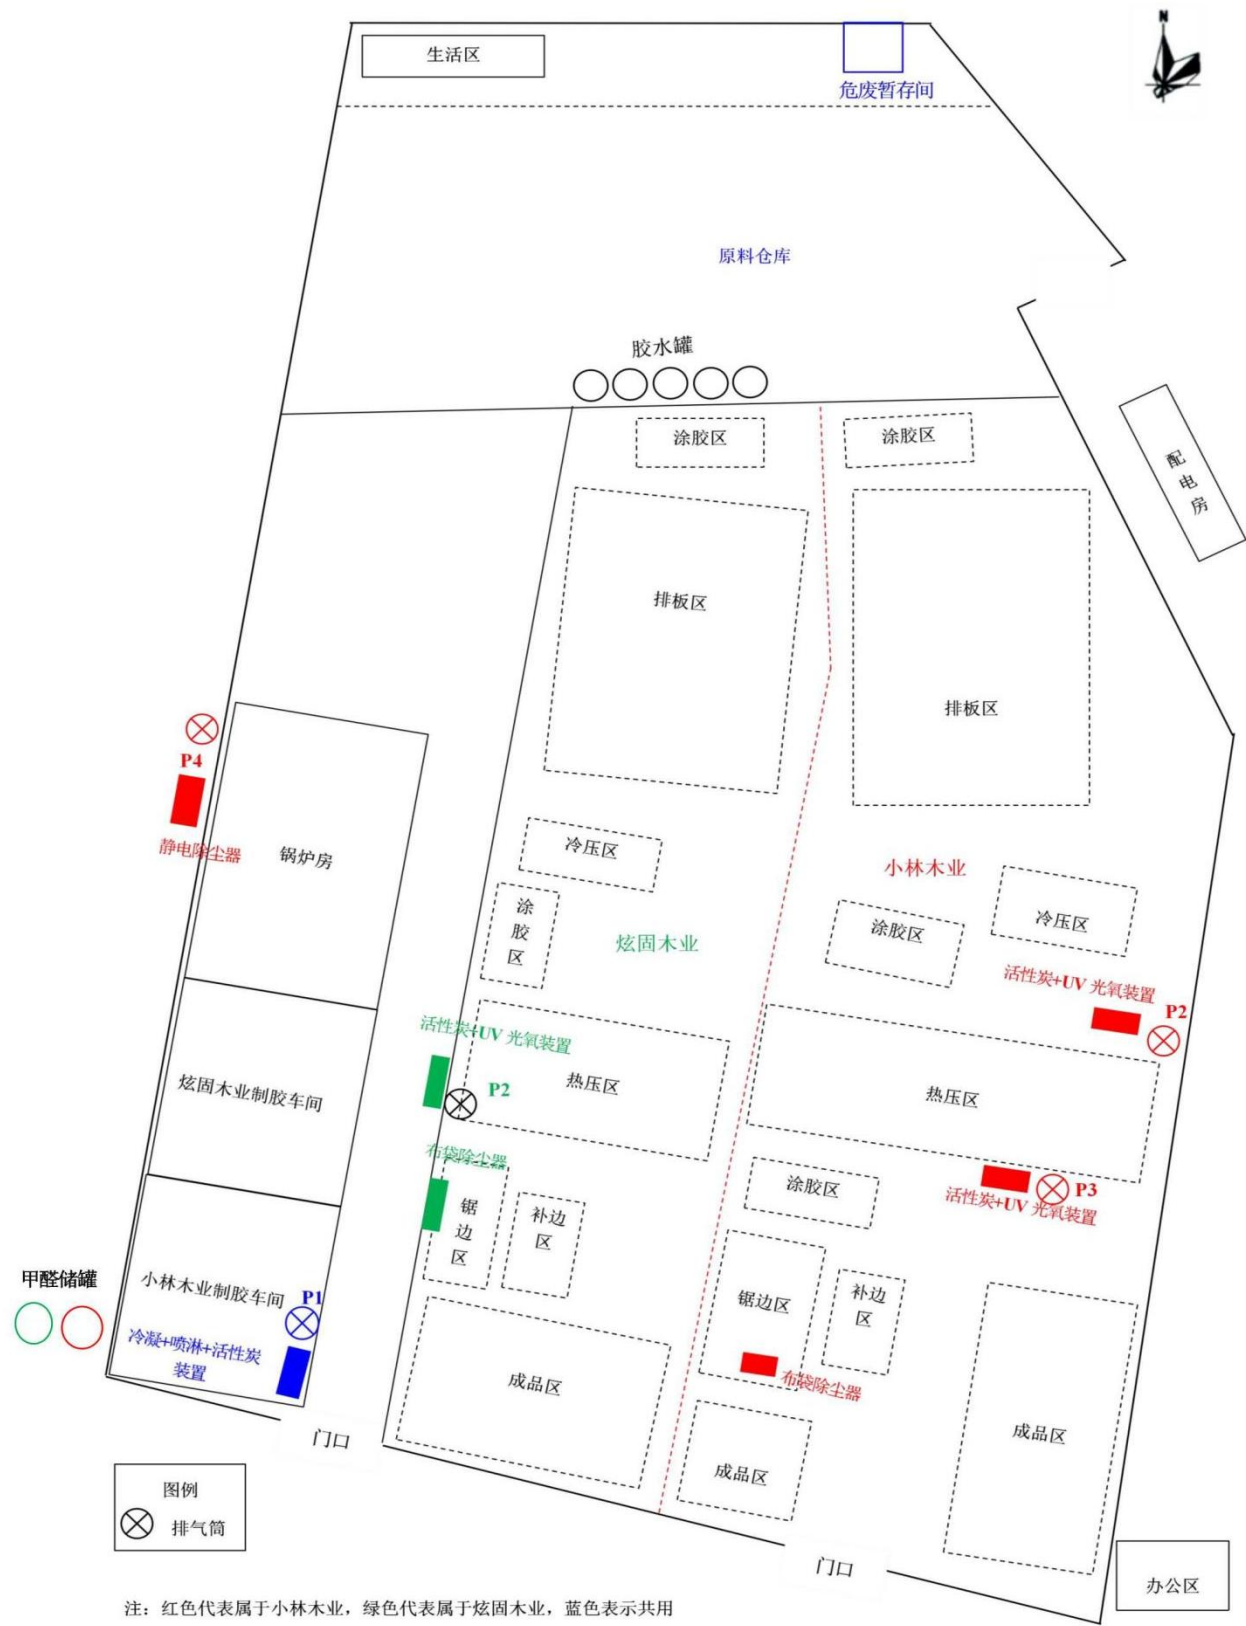 N
生活区
危废暂存间
原料仓库
胶水罐
涂胶区
涂胶区
配
电
房
排板区
排板区
P4
静电除尘器
锅炉房
冷压区
小林木业
冷压区
涂
胶
区
炫固木业
涂胶区
活性炭+UV 光氧装置
P2
活性炭+UV 光氧装置
热压区
P2
热压区
炫固木业制胶车间
布袋除尘器
锯
边
区
补边
区
涂胶区
P3
活性炭+UV 光氧装置
甲醛储罐
小林木业制胶车间
P1
冷凝+喷淋+活性炭
装置
锯边区
补边
区
布袋除尘器
成品区
成品区
成品区
门口
图例
排气筒
门口
办公区
注：红色代表属于小林木业，绿色代表属于炫固木业，蓝色表示共用